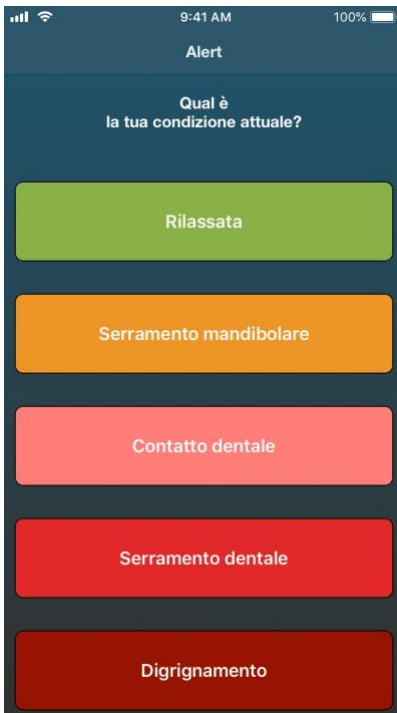 9:41 AM 100%
Alert
Qual è
la tua condizione attuale?
Rilassata
Serramento mandibolare
Contatto dentale
Serramento dentale
Digrignamento